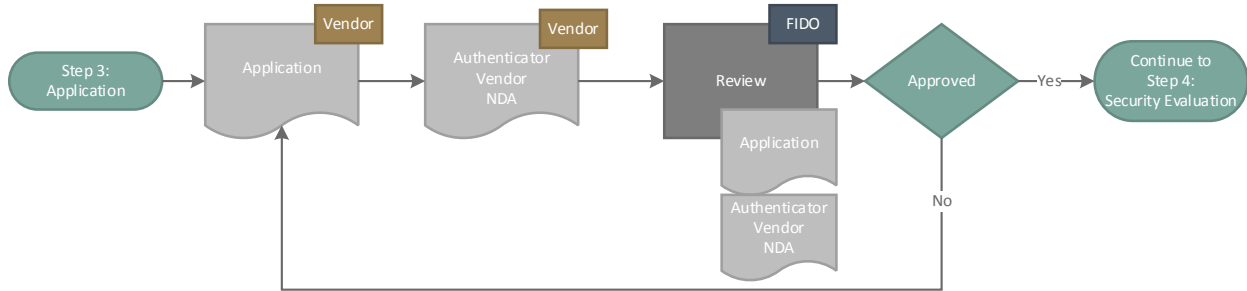 Step 3:
Application
Vendor
Application
Vendor
Authenticator
Vendor
NDA
FIDO
Review
Application
Authenticator
Vendor
NDA
Approved
Yes
No
Continue to
Step 4:
Security Evaluation